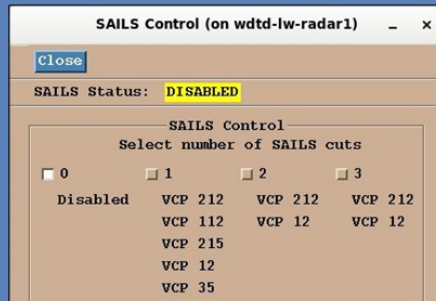 SAILS Control (on wdtd-lw-radar1)
Close
SAILS Status: DISABLED
SAILS Control
Select number of SAILS cuts
0 1 2 3
Disabled VCP 212 VCP 212 VCP 212
VCP 112 VCP 12 VCP 12
VCP 215
VCP 12
VCP 35